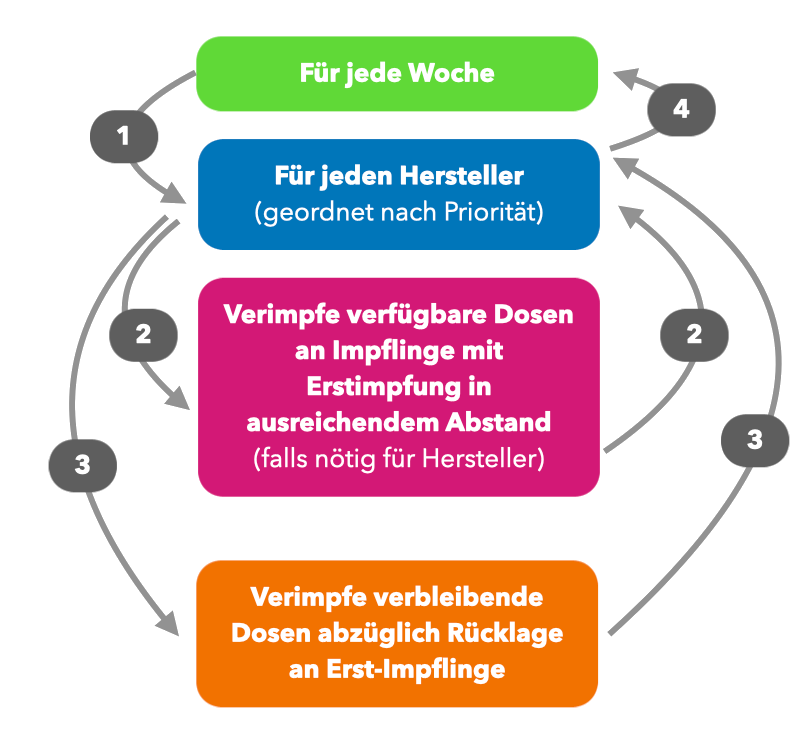 Für jede Woche
1
4
Für jeden Hersteller
(geordnet nach Priorität)
Verimpfe verfügbare Dosen
an Impflinge mit
Erstimpfung in
ausreichendem Abstand
(falls nötig für Hersteller)
2
2
3
3
Verimpfe verbleibende
Dosen abzüglich Rücklage
an Erst-Impflinge